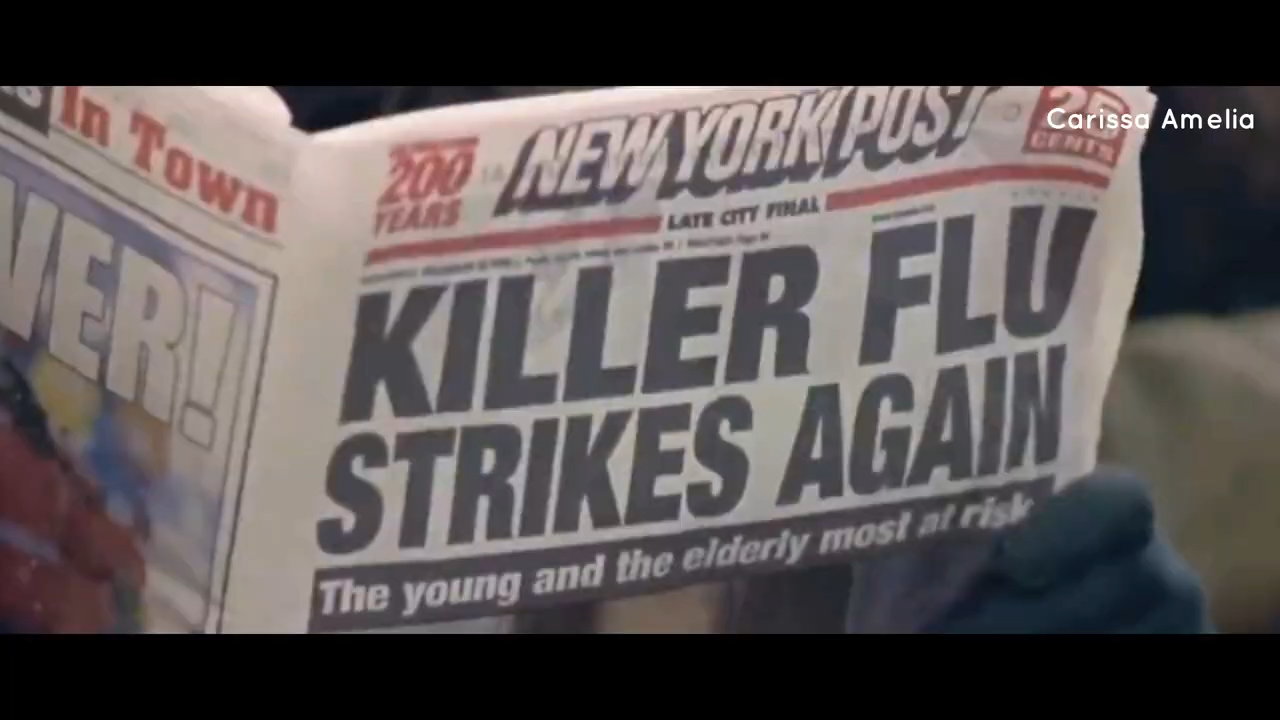 In Town
VER!
200
YEARS
NEW YORK POST
25
CENTS
LATE CITY FINAL
KILLER FLU
STRIKES AGAIN
The young and the elderly most at risk
Carissa Amelia